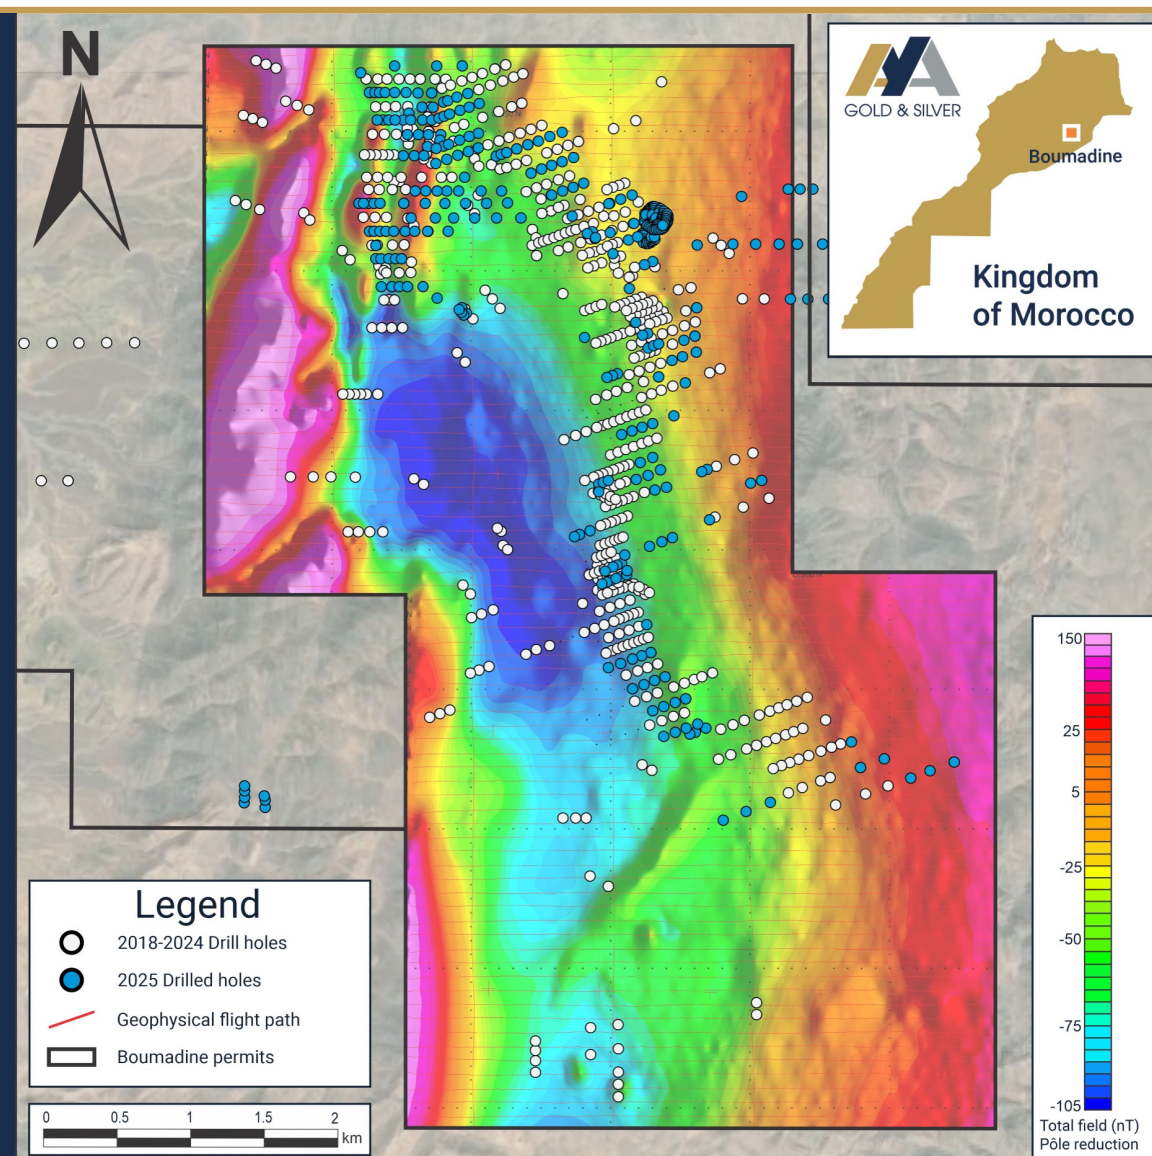 N
GOLD & SILVER
Boumadine
Kingdom
of Morocco
150
25
5
-25
-50
-75
-105
Total field (nT)
Pôle reduction
Legend
2018-2024 Drill holes
2025 Drilled holes
Geophysical flight path
Boumadine permits
0 0.5 1 1.5 2
km